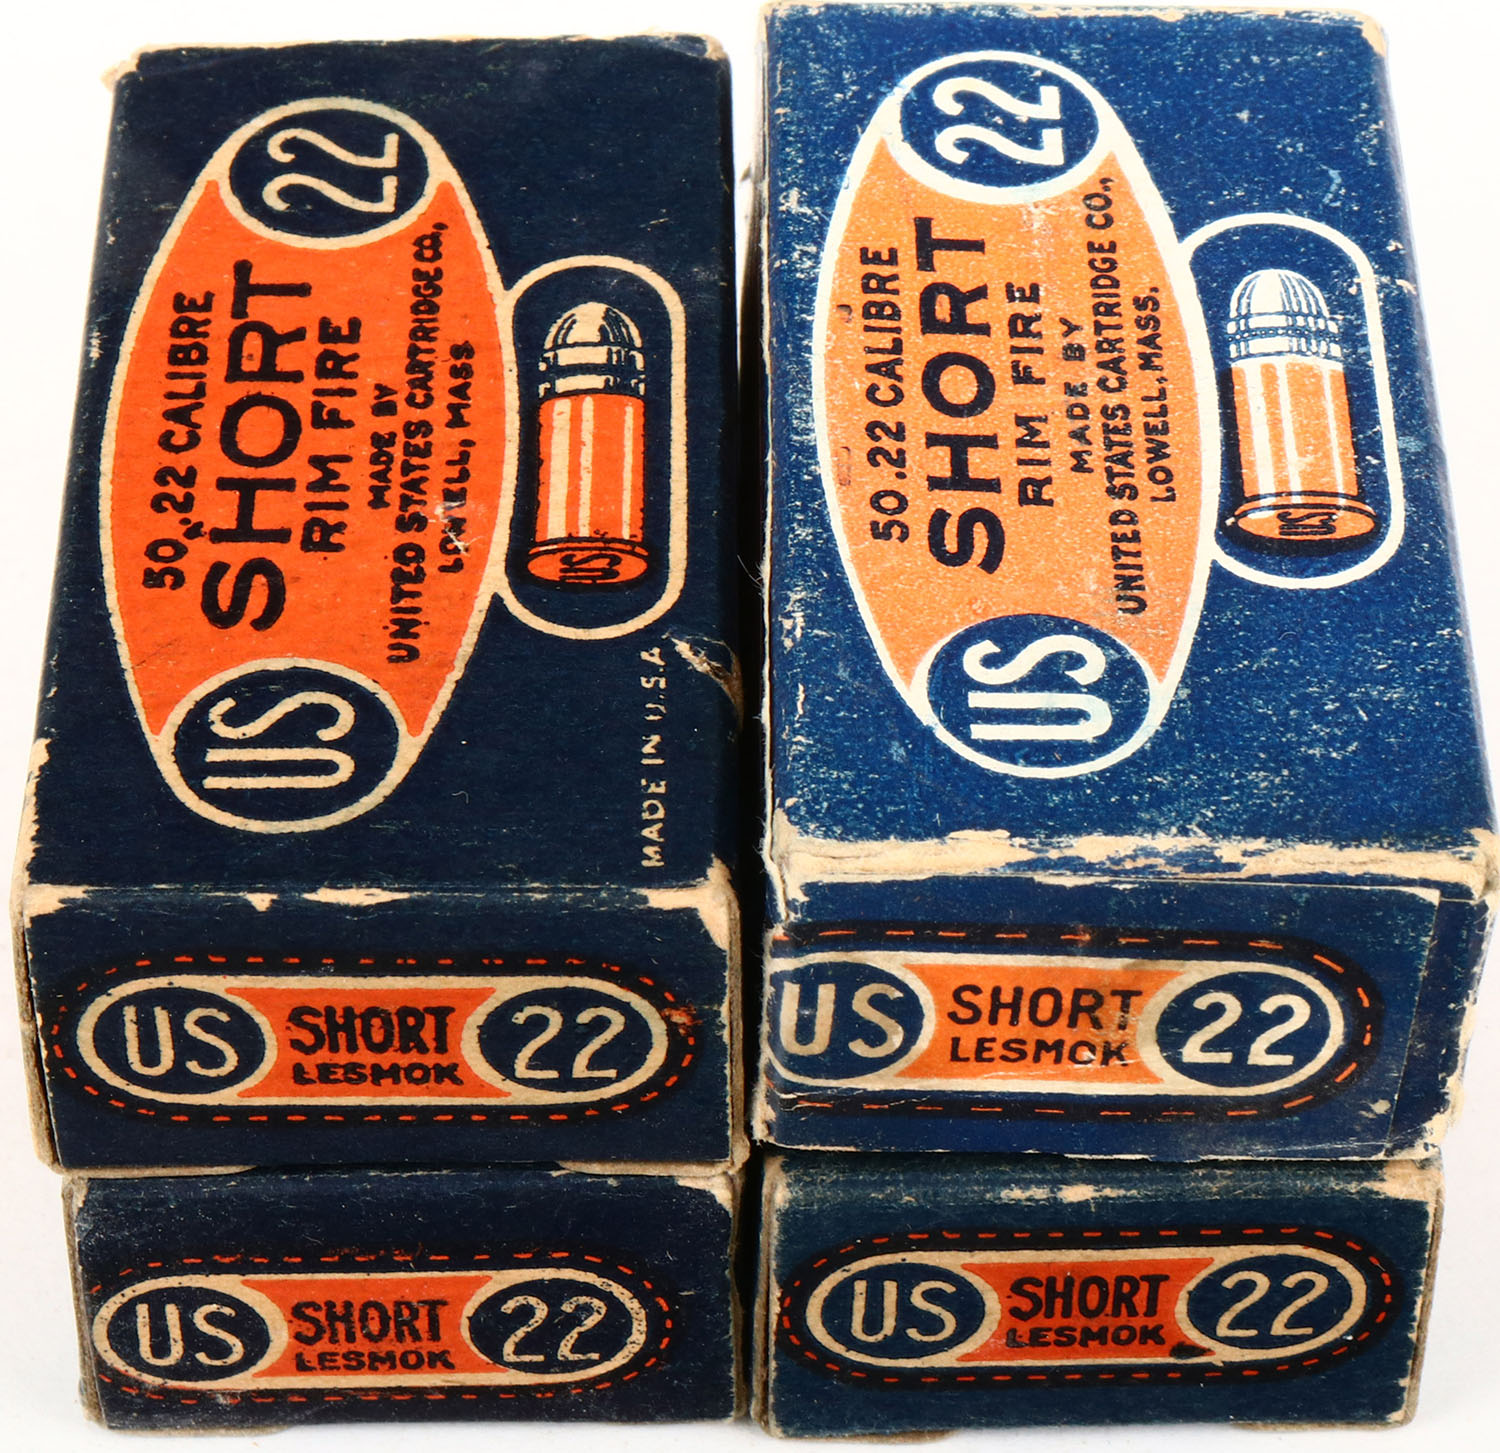 22
50 .22 CALIBRE
SHORT
RIM FIRE
MADE BY
UNITED STATES CARTRIDGE CO.,
LOWELL, MASS
US
US
MADE IN U.S.A
22
50 .22 CALIBRE
SHORT
RIM FIRE
MADE BY
UNITED STATES CARTRIDGE CO.,
LOWELL, MASS.
US
US
US SHORT 22
LESMOK
US SHORT 22
LESMOK
US SHORT 22
LESMOK
US SHORT 22
LESMOK